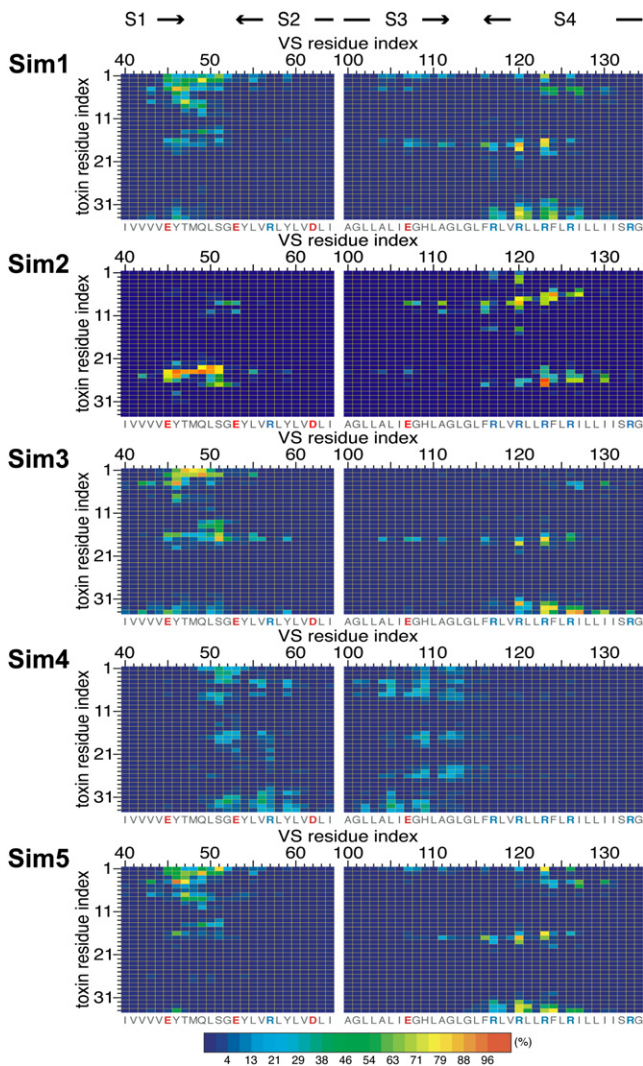 S1 S2 S3 S4
VS residue index
40 50 60 100 110 120 130
Sim1
toxin residue index
1
11
21
31
IVVVVEYTMQLSGEYLVRLYLVDLI AGLLALIEGHLAGLGLFRLVRLLRFLRILLIISRG
VS residue index
40 50 60 100 110 120 130
Sim2
toxin residue index
1
11
21
31
IVVVVEYTMQLSGEYLVRLYLVDLI AGLLALIEGHLAGLGLFRLVRLLRFLRILLIISRG
VS residue index
40 50 60 100 110 120 130
Sim3
toxin residue index
1
11
21
31
IVVVVEYTMQLSGEYLVRLYLVDLI AGLLALIEGHLAGLGLFRLVRLLRFLRILLIISRG
VS residue index
40 50 60 100 110 120 130
Sim4
toxin residue index
1
11
21
31
IVVVVEYTMQLSGEYLVRLYLVDLI AGLLALIEGHLAGLGLFRLVRLLRFLRILLIISRG
VS residue index
40 50 60 100 110 120 130
Sim5
toxin residue index
1
11
21
31
IVVVVEYTMQLSGEYLVRLYLVDLI AGLLALIEGHLAGLGLFRLVRLLRFLRILLIISRG
(%)
4 13 21 29 38 46 54 63 71 79 88 96